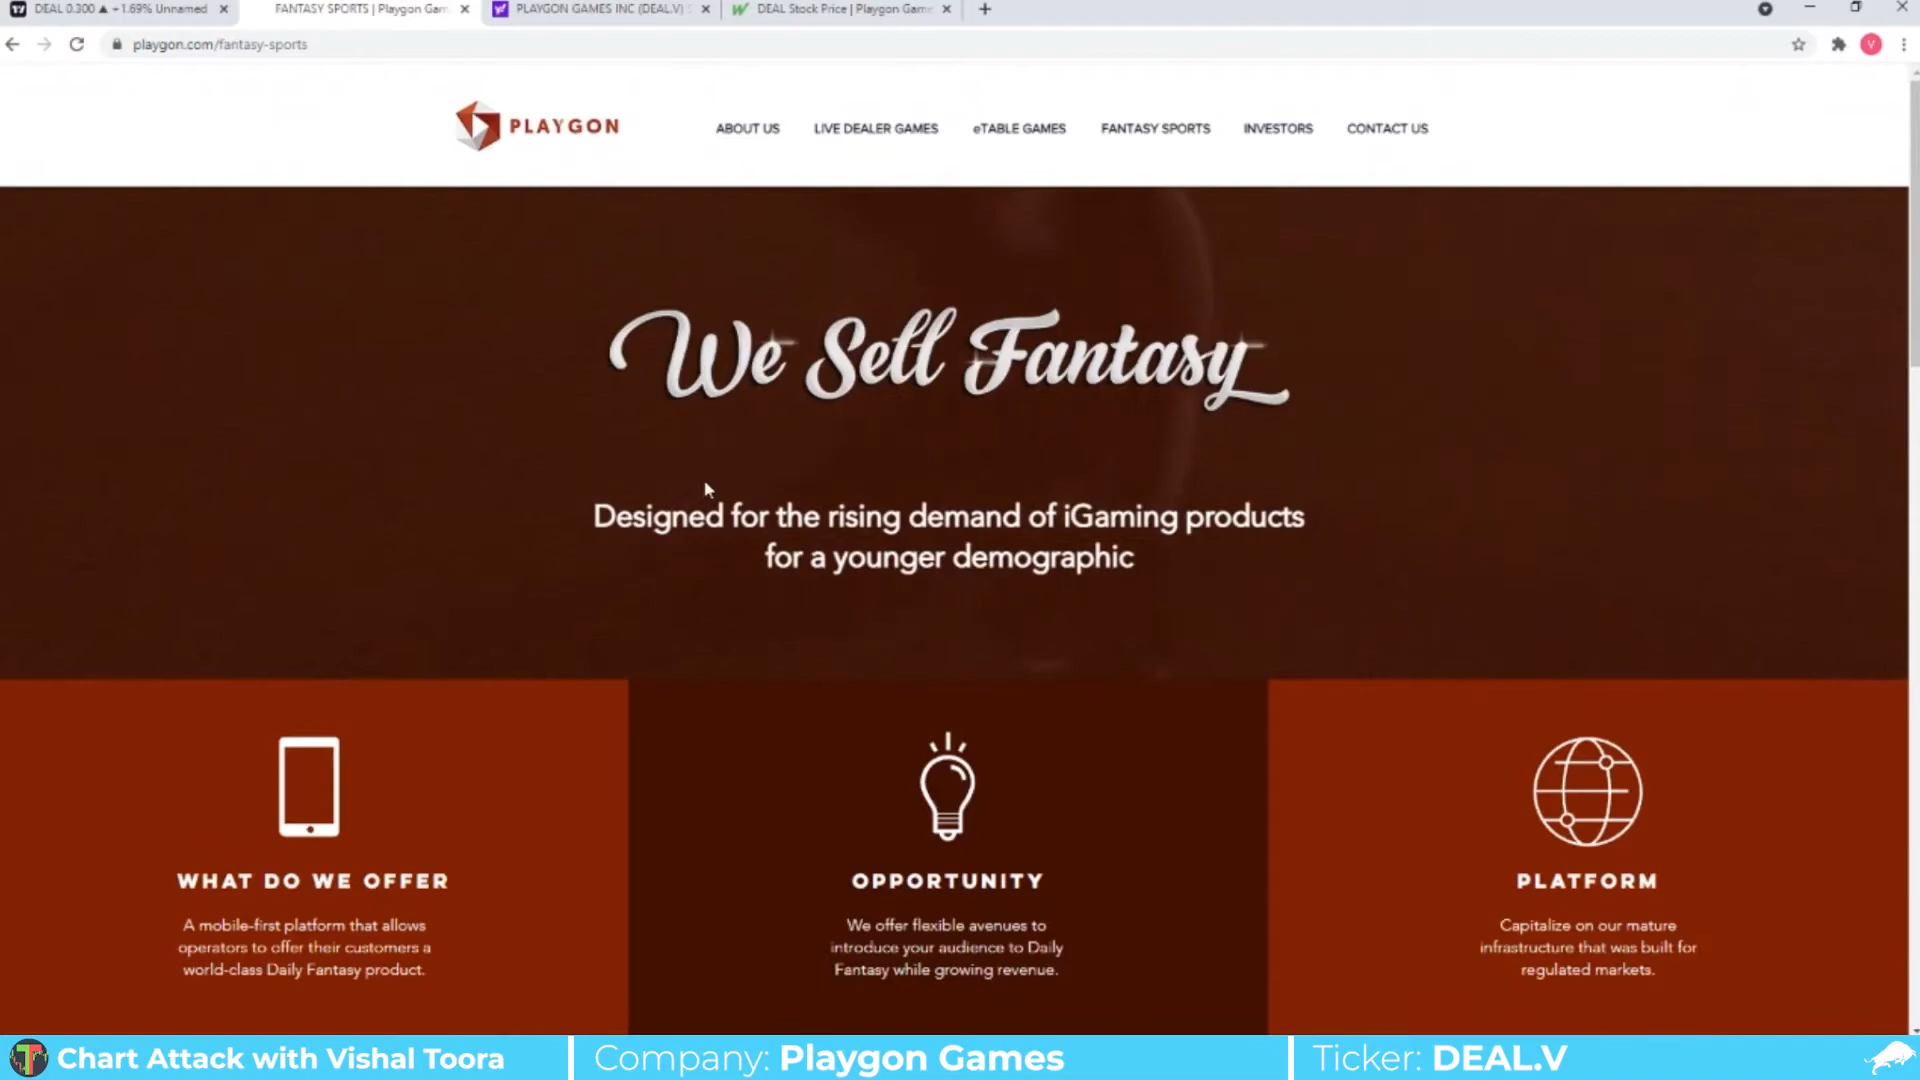 DEAL 0.300 ▲ +1.69% Unnamed
FANTASY SPORTS | Playgon Gam
PLAYGON GAMES INC (DEAL.V) S
DEAL Stock Price | Playgon Game
playgon.com/fantasy-sports
V
PLAYGON
ABOUT US
LIVE DEALER GAMES
eTABLE GAMES
FANTASY SPORTS
INVESTORS
CONTACT US
We Sell Fantasy
Designed for the rising demand of iGaming products
for a younger demographic
WHAT DO WE OFFER
A mobile-first platform that allows
operators to offer their customers a
world-class Daily Fantasy product.
OPPORTUNITY
We offer flexible avenues to
introduce your audience to Daily
Fantasy while growing revenue.
PLATFORM
Capitalize on our mature
infrastructure that was built for
regulated markets.
Chart Attack with Vishal Toora
Company: Playgon Games
Ticker: DEAL.V